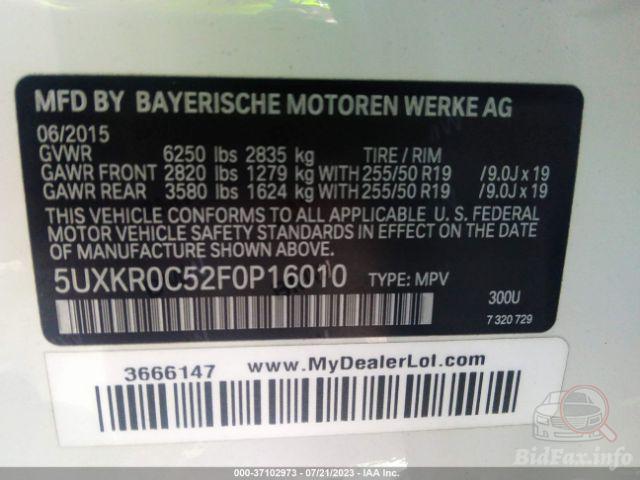 MFD BY BAYERISCHE MOTOREN WERKE AG
06/2015
GVWR 6250 lbs 2835 kg TIRE / RIM
GAWR FRONT 2820 lbs 1279 kg WITH 255/50 R19 /9.0J x 19
GAWR REAR 3580 lbs 1624 kg WITH 255/50 R19 /9.0J x 19
THIS VEHICLE CONFORMS TO ALL APPLICABLE U. S. FEDERAL
MOTOR VEHICLE SAFETY STANDARDS IN EFFECT ON THE DATE
OF MANUFACTURE SHOWN ABOVE.
5UXKR0C52F0P16010 TYPE: MPV
300U
7 320 729
3666147 www.MyDealerLot.com
BidFax.info
000-37102973 / 07/21/2023 - IAA Inc.